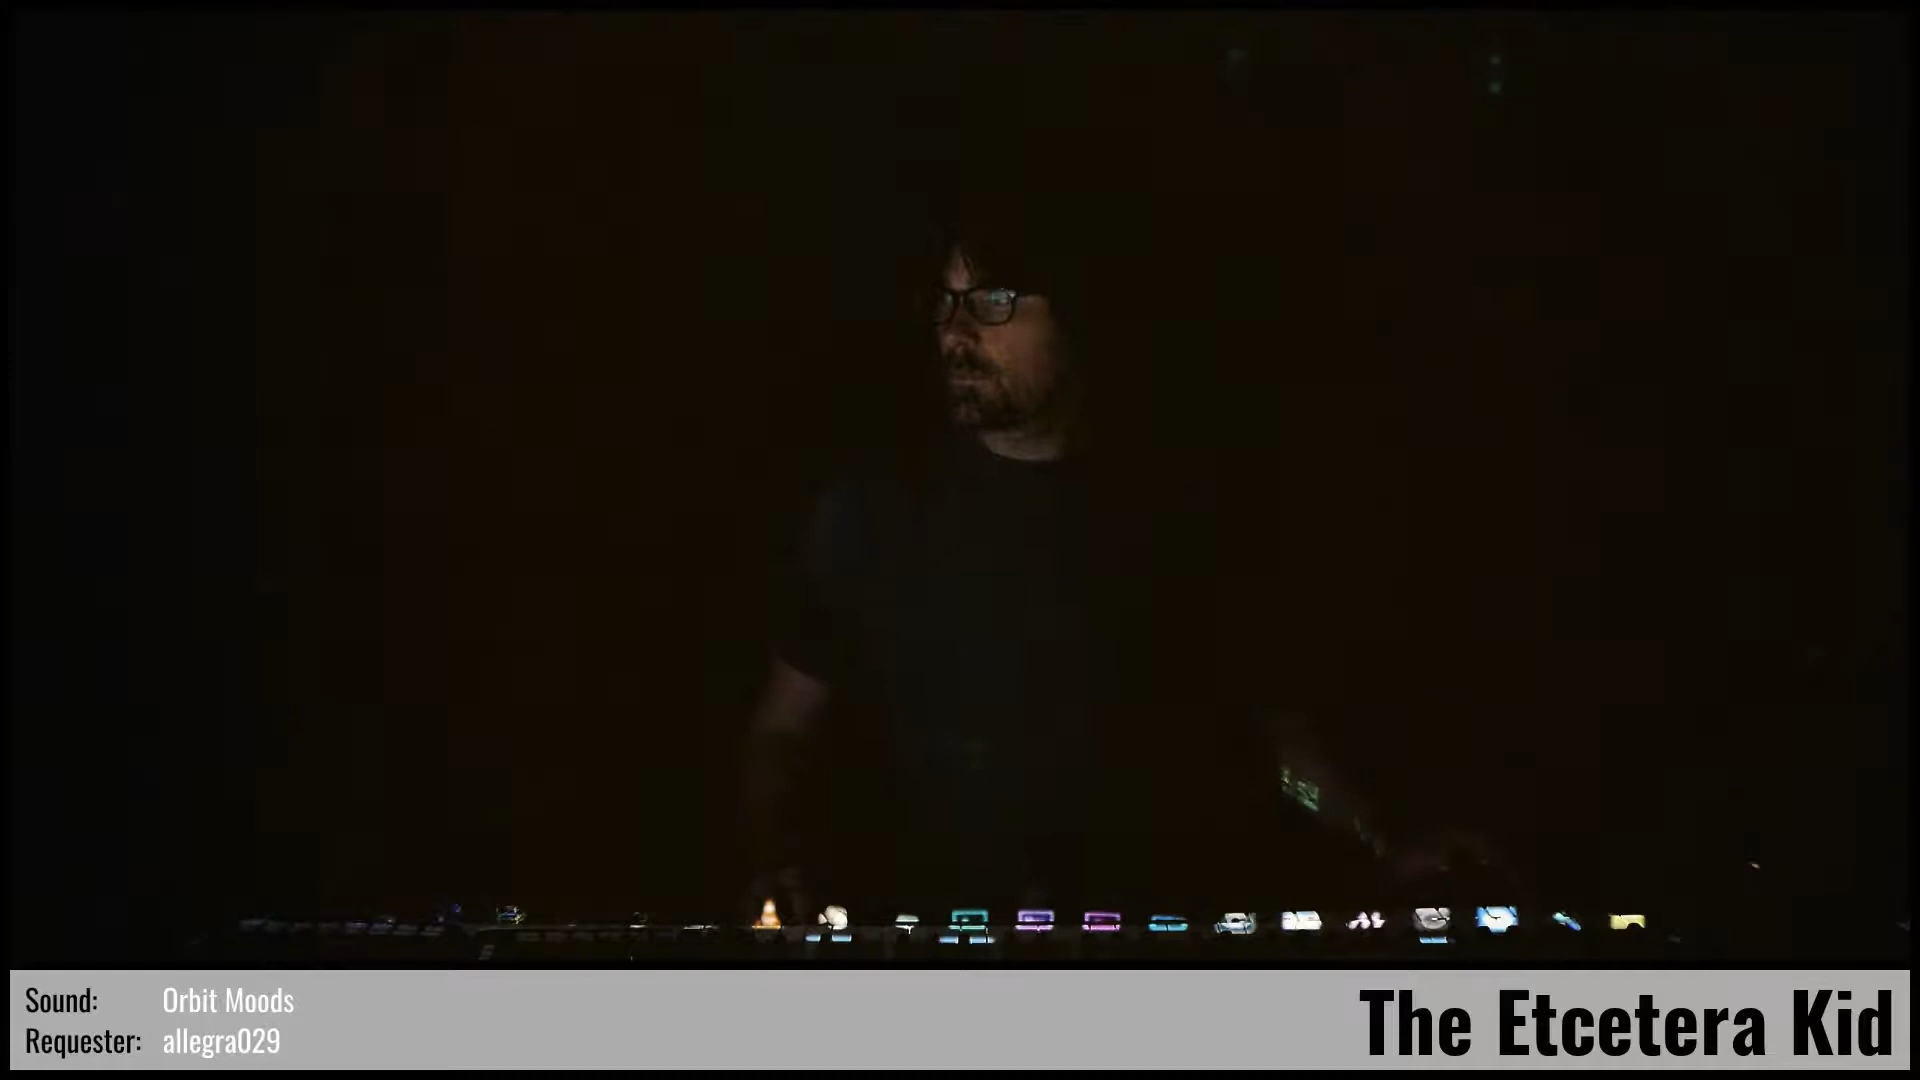 Sound: Orbit Moods
Requester: allegra029
The Etcetera Kid